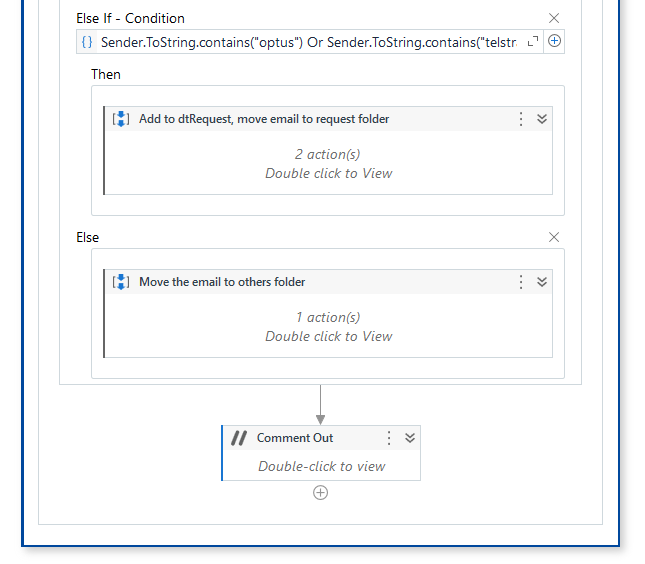 Else If - Condition
{} Sender.ToString.contains("optus") Or Sender.ToString.contains("telstr
Then
Add to dtRequest, move email to request folder
2 action(s)
Double click to View
Else
Move the email to others folder
1 action(s)
Double click to View
// Comment Out
Double-click to view